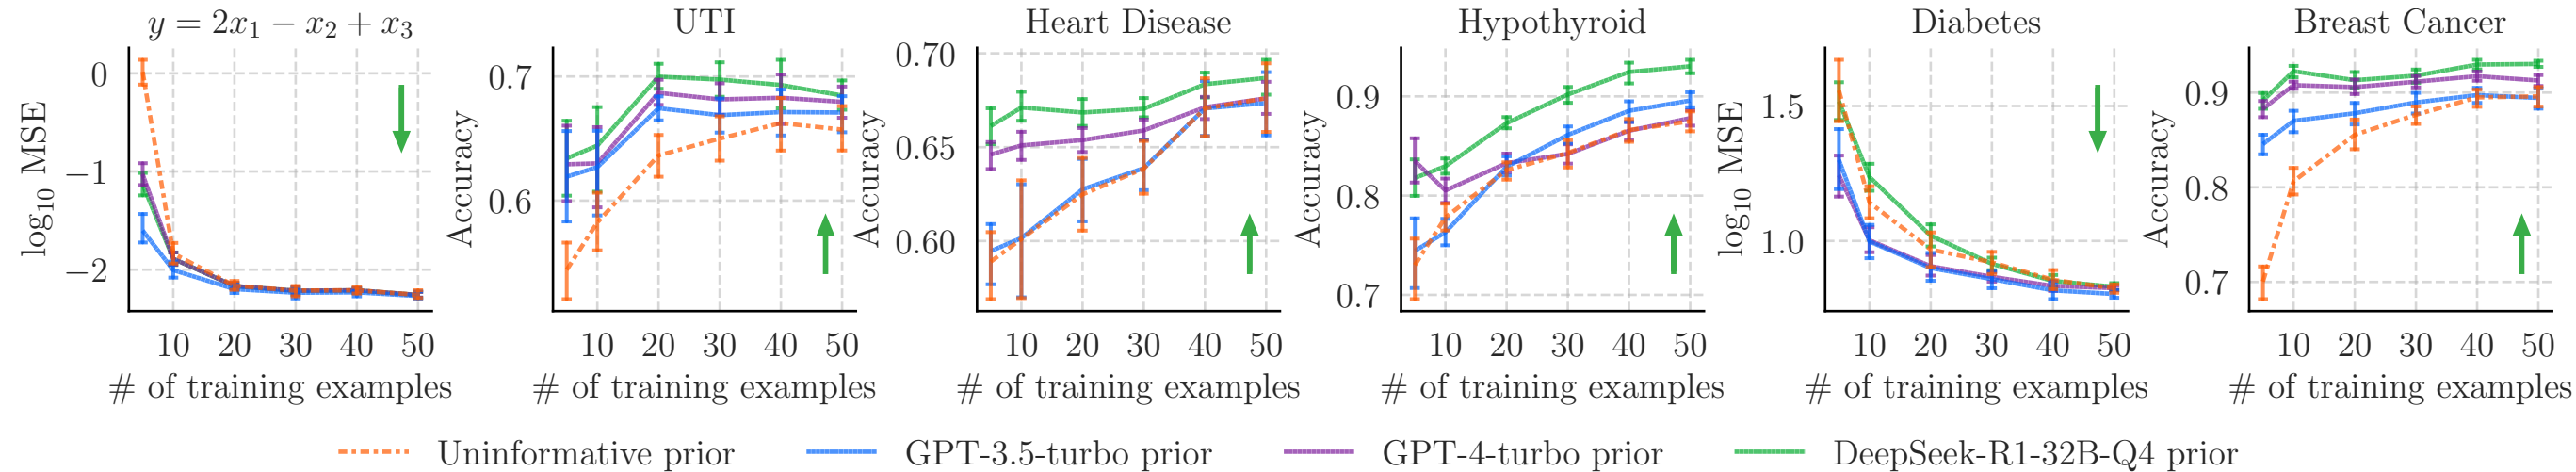 y = 2x₁ − x₂ + x₃
log₁₀ MSE
0
−1
−2
10 20 30 40 50
# of training examples
UTI
Accuracy
0.7
0.6
10 20 30 40 50
# of training examples
Heart Disease
Accuracy
0.70
0.65
0.60
10 20 30 40 50
# of training examples
Hypothyroid
Accuracy
0.9
0.8
0.7
10 20 30 40 50
# of training examples
Diabetes
log₁₀ MSE
1.5
1.0
10 20 30 40 50
# of training examples
Breast Cancer
Accuracy
0.9
0.8
0.7
10 20 30 40 50
# of training examples
Uninformative prior
GPT-3.5-turbo prior
GPT-4-turbo prior
DeepSeek-R1-32B-Q4 prior